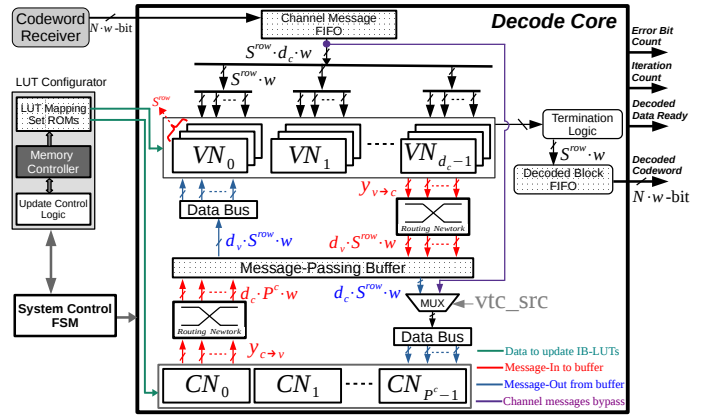 Codeword
Receiver
N·w-bit
Channel Message
FIFO
Decode Core
Error Bit
Count
Iteration
Count
Decoded
Data Ready
S^row·d_c·w
S^row·w
LUT Configurator
LUT Mapping
Set ROMs
Memory
Controller
Update Control
Logic
S^row
VN_0
VN_1
VN_{d_c−1}
Termination
Logic
S^row·w
Decoded Block
FIFO
Decoded
Codeword
N·w-bit
y_{v→c}
Data Bus
Routing Newtork
d_v·S^row·w
d_v·S^row·w
Message-Passing Buffer
d_c·P^c·w
d_c·S^row·w
MUX
vtc_src
System Control
FSM
Routing Newtork
Data Bus
y_{c→v}
CN_0
CN_1
CN_{P^c−1}
Data to update IB-LUTs
Message-In to buffer
Message-Out from buffer
Channel messages bypass